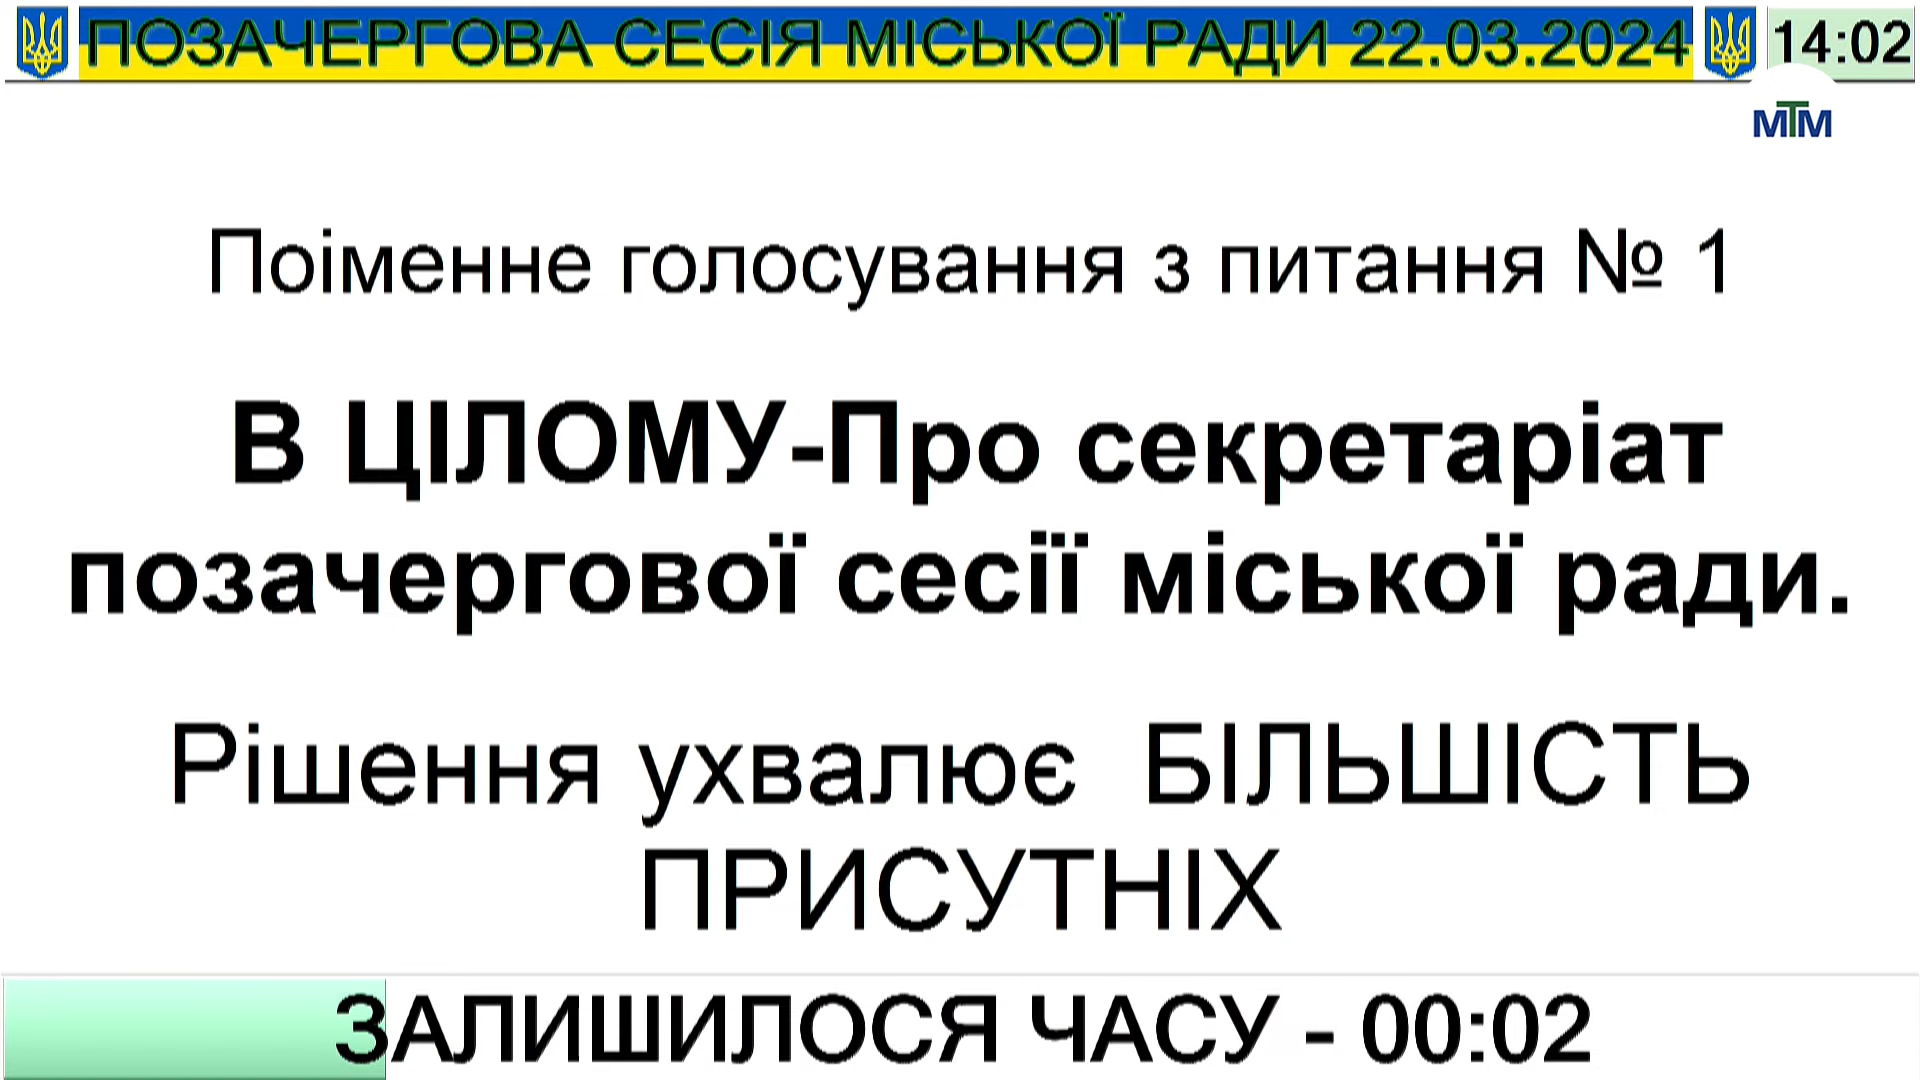 ПОЗАЧЕРГОВА СЕСІЯ МІСЬКОЇ РАДИ 22.03.2024 14:02
МТМ
Поіменне голосування з питання № 1
В ЦІЛОМУ-Про секретаріат
позачергової сесії міської ради.
Рішення ухвалює БІЛЬШІСТЬ
ПРИСУТНІХ
ЗАЛИШИЛОСЯ ЧАСУ - 00:02